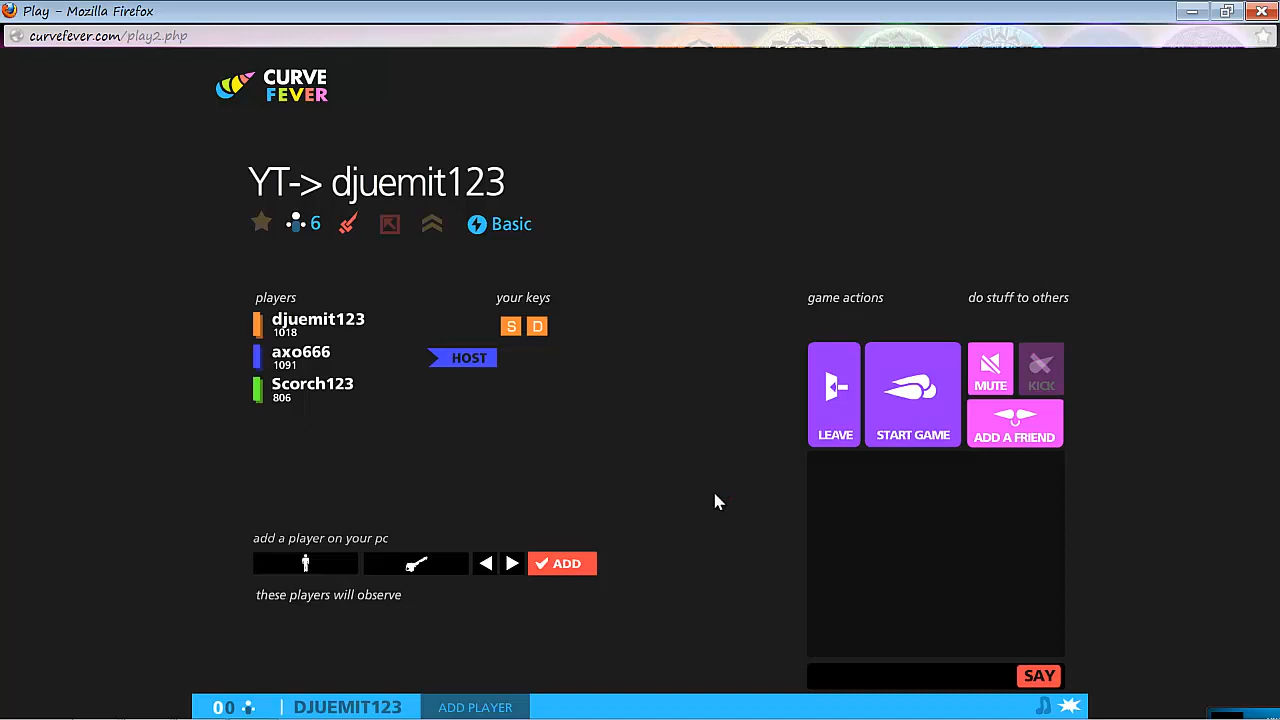 Play - Mozilla Firefox
curvefever.com/play2.php
CURVE
FEVER
YT-> djuemit123
6 Basic
players
your keys
djuemit123
1018
S D
axo666
1091
HOST
Scorch123
806
game actions
do stuff to others
LEAVE
START GAME
MUTE
KICK
ADD A FRIEND
add a player on your pc
ADD
these players will observe
SAY
00
DJUEMIT123
ADD PLAYER